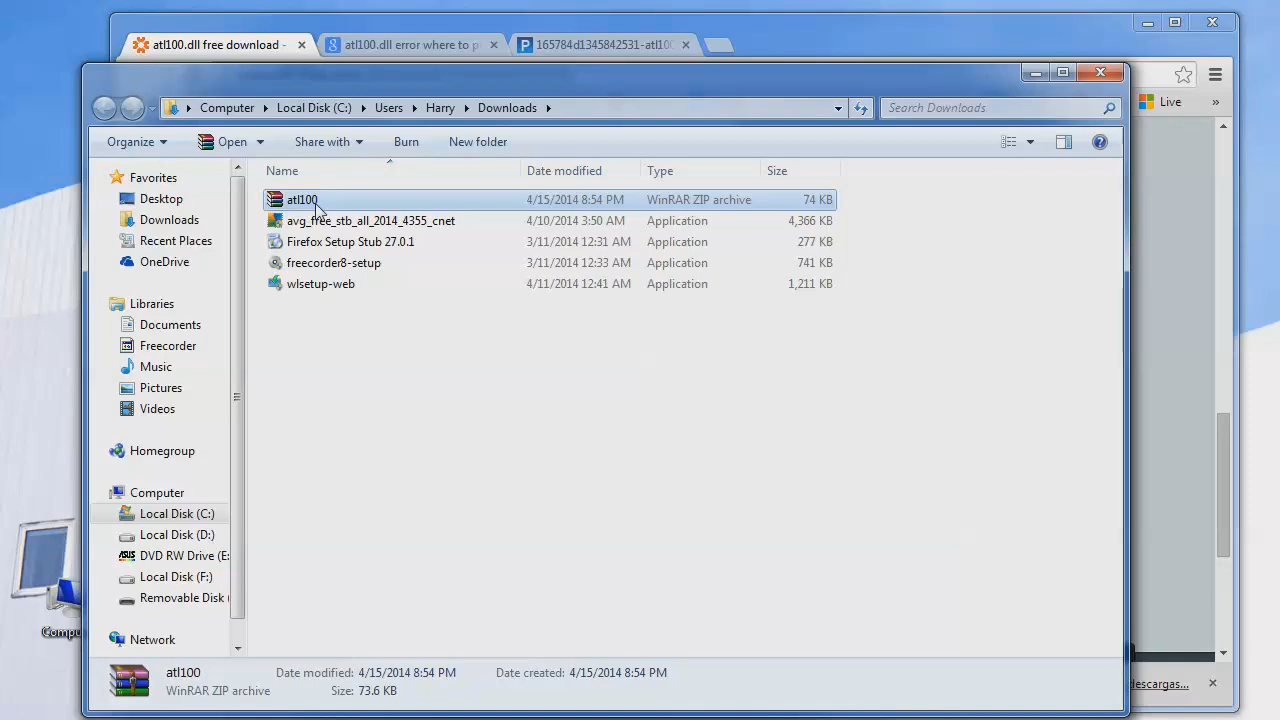 atl100.dll free download -
atl100.dll error where to p
165784d1345842531-atl100
Live
»
Computer
Local Disk (C:)
Users
Harry
Downloads
Search Downloads
Organize
Open
Share with
Burn
New folder
Favorites
Desktop
Downloads
Recent Places
OneDrive
Libraries
Documents
Freecorder
Music
Pictures
Videos
Homegroup
Computer
Local Disk (C:)
Local Disk (D:)
ASUS DVD RW Drive (E:
Local Disk (F:)
Removable Disk (
Network
Name Date modified Type Size
atl100 4/15/2014 8:54 PM WinRAR ZIP archive 74 KB
avg_free_stb_all_2014_4355_cnet 4/10/2014 3:50 AM Application 4,366 KB
Firefox Setup Stub 27.0.1 3/11/2014 12:31 AM Application 277 KB
freecorder8-setup 3/11/2014 12:33 AM Application 741 KB
wlsetup-web 4/11/2014 12:41 AM Application 1,211 KB
Compu
atl100 Date modified: 4/15/2014 8:54 PM Date created: 4/15/2014 8:54 PM
WinRAR ZIP archive Size: 73.6 KB
descargas...